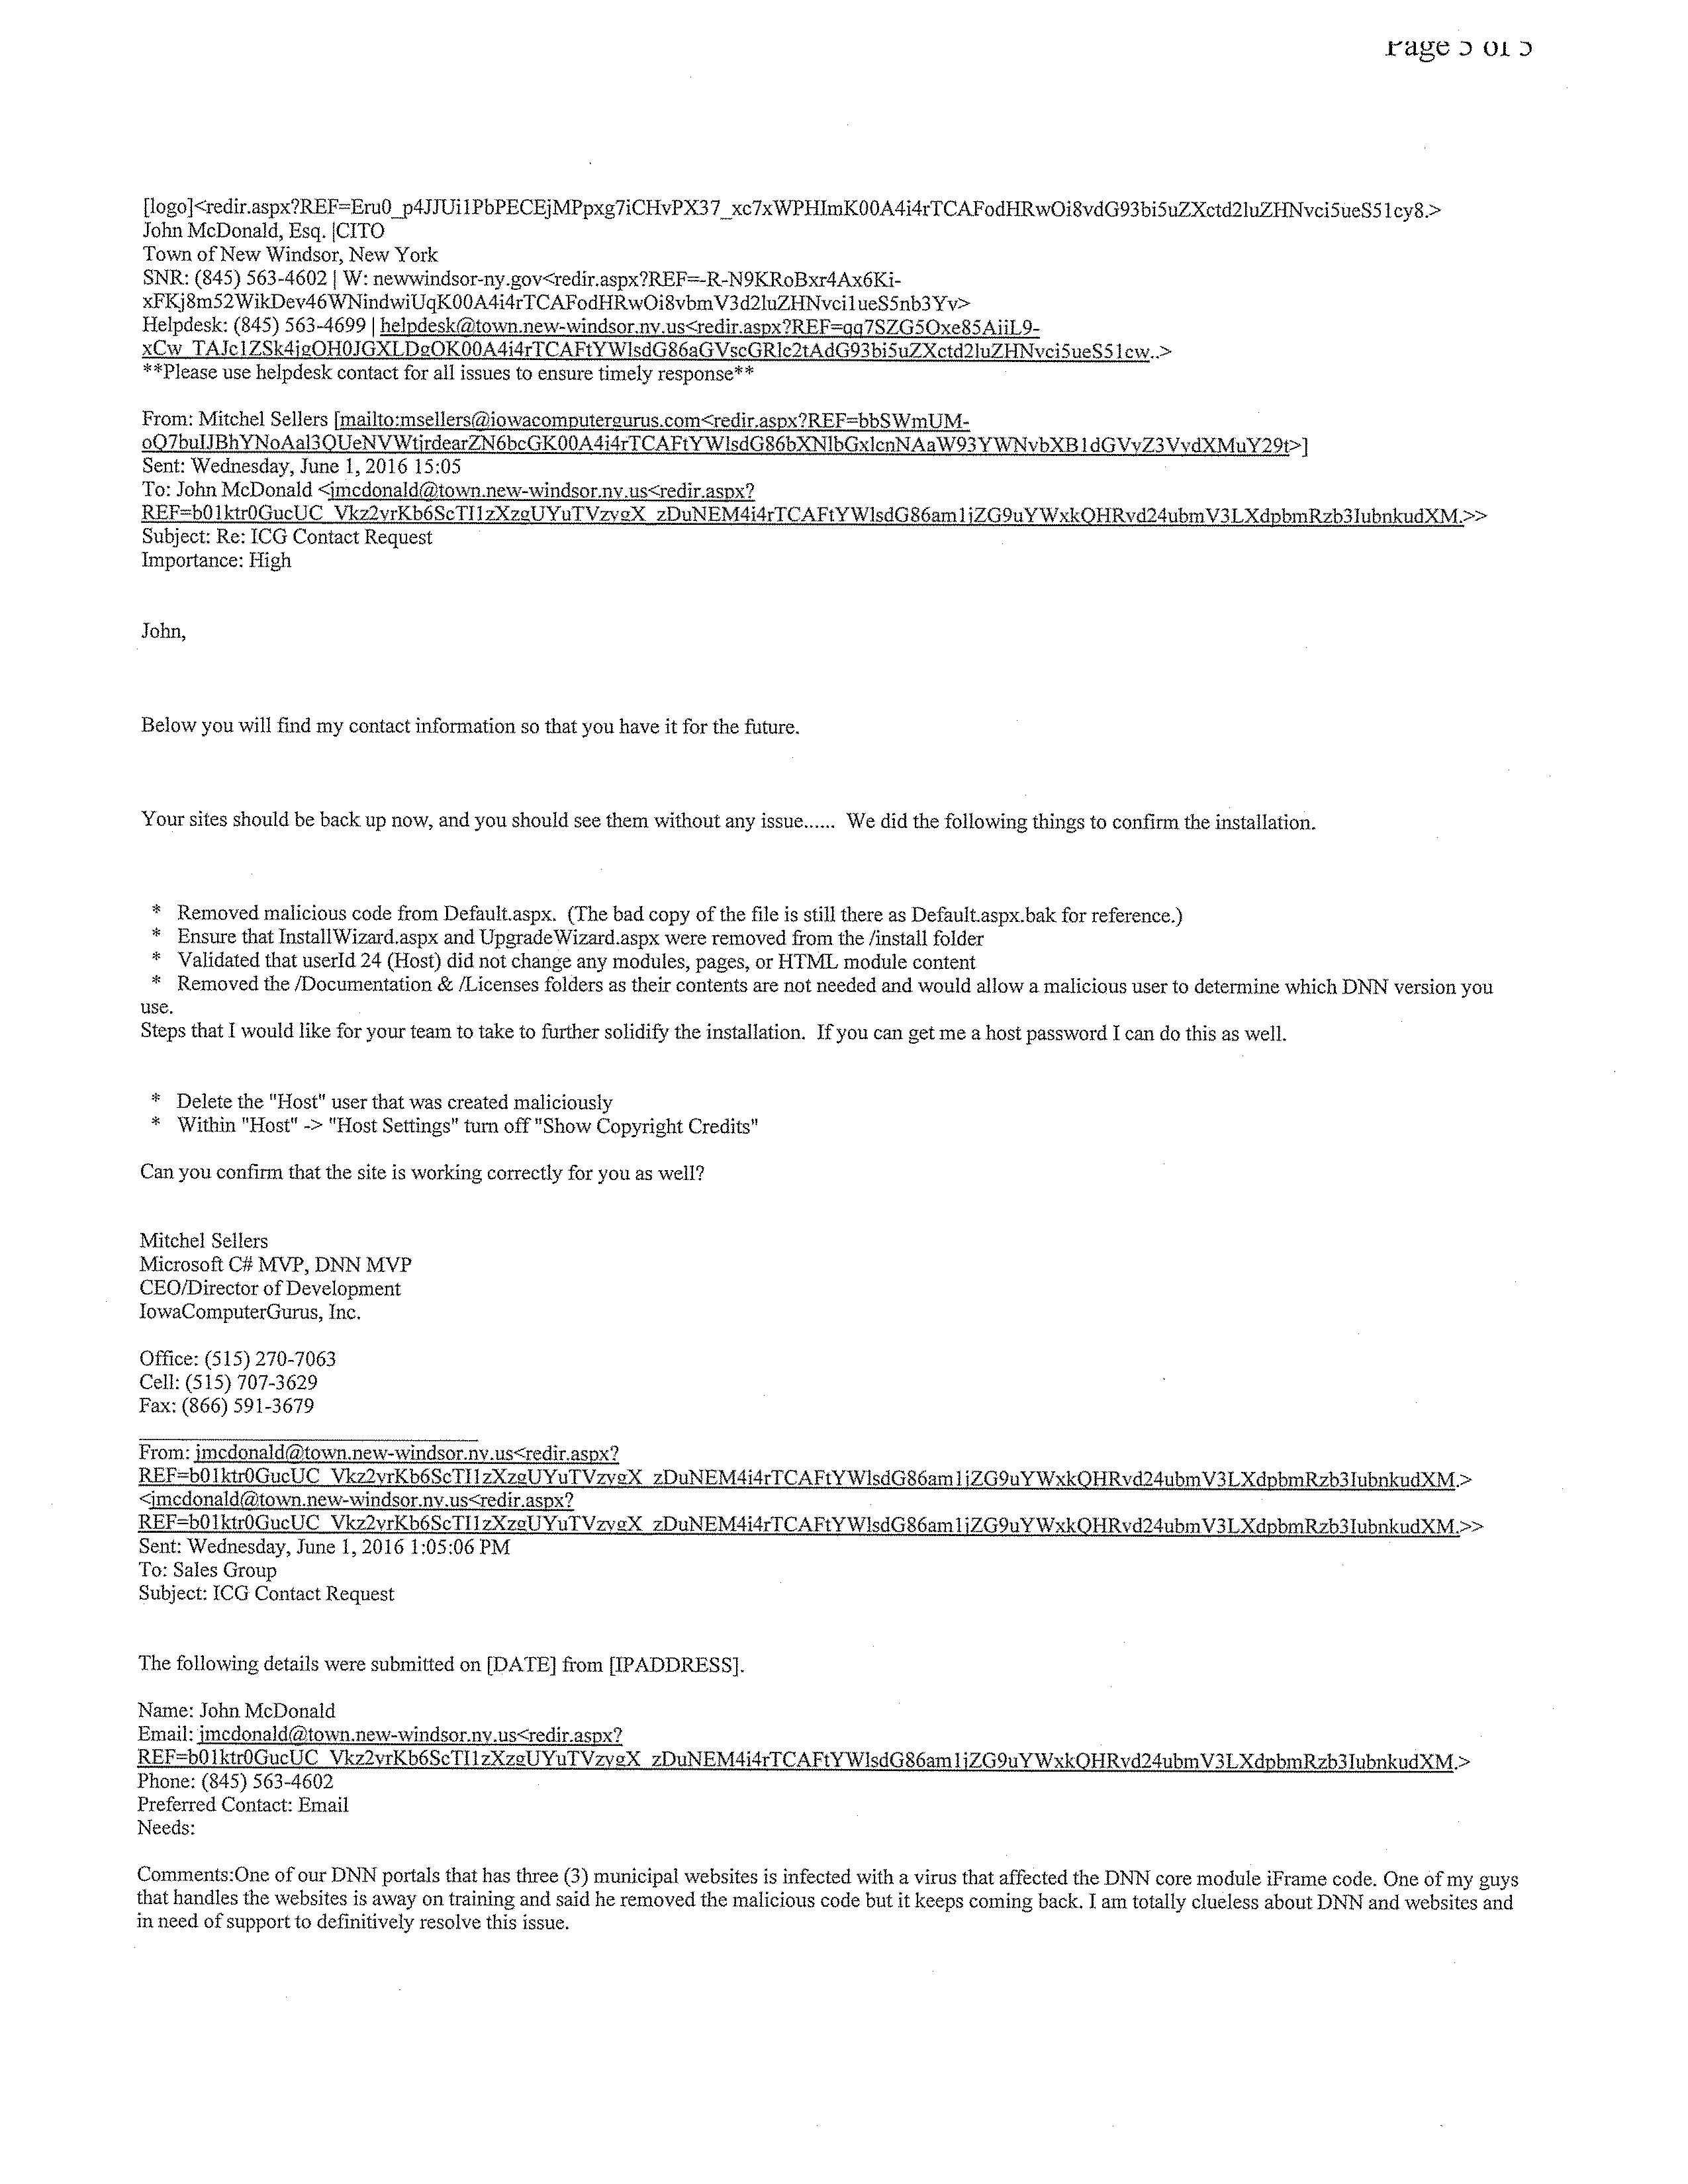 Page 5 of 5
[logo]<redir.aspx?REF=Eru0_p4JJUi1PbPECEjMPpxg7iCHvPX37_xc7xWPHImK00A4i4rTCAFodHRwOi8vdG93bi5uZXctd2luZHNvci5ueS51cy8.>
John McDonald, Esq. |CITO
Town of New Windsor, New York
SNR: (845) 563-4602 | W: newwindsor-ny.gov<redir.aspx?REF=-R-N9KRoBxr4Ax6Ki-
xFKj8m52WikDev46WNindwiUqK00A4i4rTCAFodHRwOi8vbmV3d2luZHNvci1ueS5nb3Yv>
Helpdesk: (845) 563-4699 | helpdesk@town.new-windsor.ny.us<redir.aspx?REF=qq7SZG5Oxe85AjiL9-
xCw_TAJc1ZSk4jgOH0JGXLDgOK00A4i4rTCAFtYWlsdG86aGVscGRlc2tAdG93bi5uZXctd2luZHNvci5ueS51cw..>
**Please use helpdesk contact for all issues to ensure timely response**
From: Mitchel Sellers [mailto:msellers@iowacomputergurus.com<redir.aspx?REF=bbSWmUM-
oQ7buIJBhYNoAal3QUeNVWtjrdearZN6bcGK00A4i4rTCAFtYWlsdG86bXNlbGxlcnNAaW93YWNvbXB1dGVyZ3VydXMuY29t>]
Sent: Wednesday, June 1, 2016 15:05
To: John McDonald <jmcdonald@town.new-windsor.ny.us<redir.aspx?
REF=b01ktr0GucUC_Vkz2yrKb6ScTI1zXzgUYuTVzvgX_zDuNEM4i4rTCAFtYWlsdG86am1jZG9uYWxkQHRvd24ubmV3LXdpbmRzb3IubnkudXM.>>
Subject: Re: ICG Contact Request
Importance: High
John,
Below you will find my contact information so that you have it for the future.
Your sites should be back up now, and you should see them without any issue...... We did the following things to confirm the installation.
* Removed malicious code from Default.aspx. (The bad copy of the file is still there as Default.aspx.bak for reference.)
* Ensure that InstallWizard.aspx and UpgradeWizard.aspx were removed from the /install folder
* Validated that userId 24 (Host) did not change any modules, pages, or HTML module content
* Removed the /Documentation & /Licenses folders as their contents are not needed and would allow a malicious user to determine which DNN version you
use.
Steps that I would like for your team to take to further solidify the installation. If you can get me a host password I can do this as well.
* Delete the "Host" user that was created maliciously
* Within "Host" -> "Host Settings" turn off "Show Copyright Credits"
Can you confirm that the site is working correctly for you as well?
Mitchel Sellers
Microsoft C# MVP, DNN MVP
CEO/Director of Development
IowaComputerGurus, Inc.
Office: (515) 270-7063
Cell: (515) 707-3629
Fax: (866) 591-3679
From: jmcdonald@town.new-windsor.ny.us<redir.aspx?
REF=b01ktr0GucUC_Vkz2yrKb6ScTI1zXzgUYuTVzvgX_zDuNEM4i4rTCAFtYWlsdG86am1jZG9uYWxkQHRvd24ubmV3LXdpbmRzb3IubnkudXM.>
<jmcdonald@town.new-windsor.ny.us<redir.aspx?
REF=b01ktr0GucUC_Vkz2yrKb6ScTI1zXzgUYuTVzvgX_zDuNEM4i4rTCAFtYWlsdG86am1jZG9uYWxkQHRvd24ubmV3LXdpbmRzb3IubnkudXM.>>
Sent: Wednesday, June 1, 2016 1:05:06 PM
To: Sales Group
Subject: ICG Contact Request
The following details were submitted on [DATE] from [IPADDRESS].
Name: John McDonald
Email: jmcdonald@town.new-windsor.ny.us<redir.aspx?
REF=b01ktr0GucUC_Vkz2yrKb6ScTI1zXzgUYuTVzvgX_zDuNEM4i4rTCAFtYWlsdG86am1jZG9uYWxkQHRvd24ubmV3LXdpbmRzb3IubnkudXM.>
Phone: (845) 563-4602
Preferred Contact: Email
Needs:
Comments:One of our DNN portals that has three (3) municipal websites is infected with a virus that affected the DNN core module iFrame code. One of my guys
that handles the websites is away on training and said he removed the malicious code but it keeps coming back. I am totally clueless about DNN and websites and
in need of support to definitively resolve this issue.